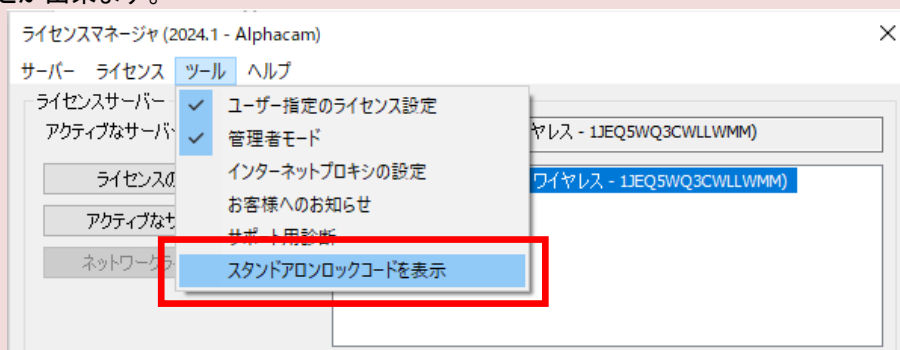 ライセンスマネージャ (2024.1 - Alphacam)
サーバー ライセンス ツール ヘルプ
ライセンスサーバー
アクティブなサーバ
ユーザー指定のライセンス設定
管理者モード
ヤレス - 1JEQ5WQ3CWLLWMM)
インターネットプロキシの設定
ライセンスの
ワイヤレス - 1JEQ5WQ3CWLLWMM)
お客様へのお知らせ
アクティブなサ
サポート用診断
ネットワークラ
スタンドアロンロックコードを表示